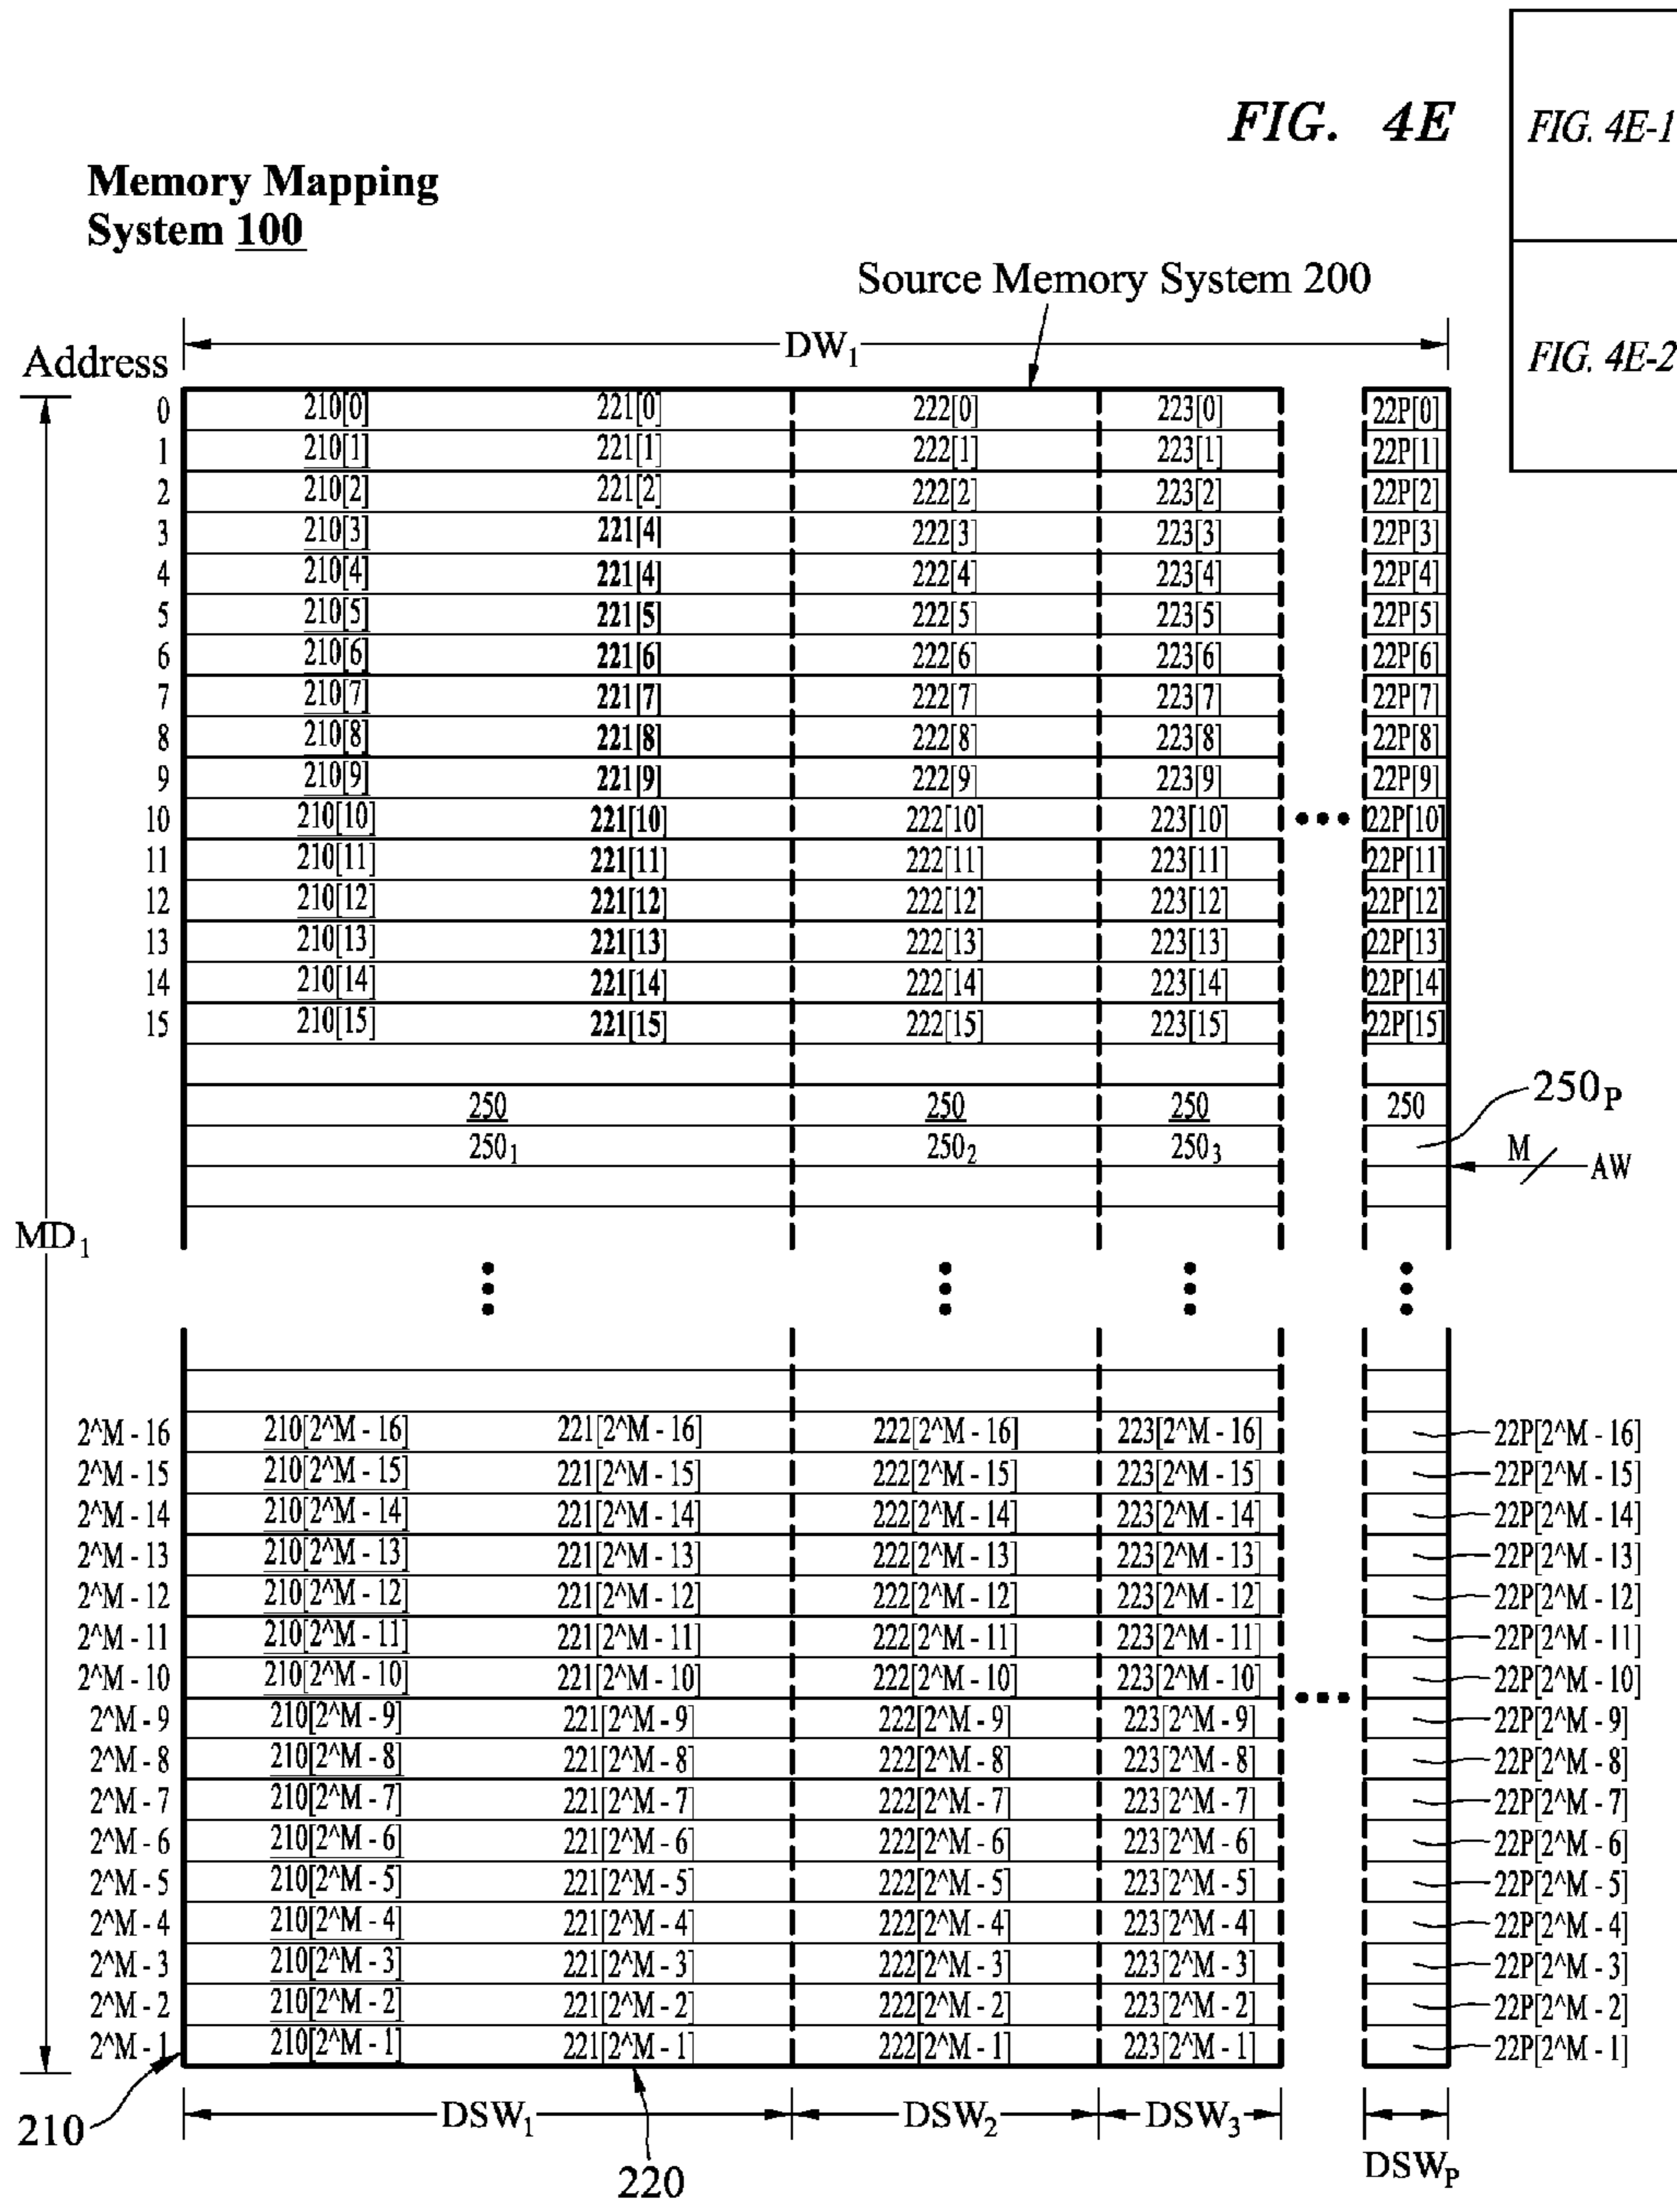 FIG. 4E
FIG. 4E-1
FIG. 4E-2
Memory Mapping
System 100
Source Memory System 200
DW1
Address
0 210[0] 221[0] 222[0] 223[0] 22P[0]
1 210[1] 221[1] 222[1] 223[1] 22P[1]
2 210[2] 221[2] 222[2] 223[2] 22P[2]
3 210[3] 221[4] 222[3] 223[3] 22P[3]
4 210[4] 221[4] 222[4] 223[4] 22P[4]
5 210[5] 221[5] 222[5] 223[5] 22P[5]
6 210[6] 221[6] 222[6] 223[6] 22P[6]
7 210[7] 221[7] 222[7] 223[7] 22P[7]
8 210[8] 221[8] 222[8] 223[8] 22P[8]
9 210[9] 221[9] 222[9] 223[9] 22P[9]
10 210[10] 221[10] 222[10] 223[10] ••• 22P[10]
11 210[11] 221[11] 222[11] 223[11] 22P[11]
12 210[12] 221[12] 222[12] 223[12] 22P[12]
13 210[13] 221[13] 222[13] 223[13] 22P[13]
14 210[14] 221[14] 222[14] 223[14] 22P[14]
15 210[15] 221[15] 222[15] 223[15] 22P[15]
250 250 250 250 250P
2501 2502 2503
M AW
MD1
2^M - 16 210[2^M - 16] 221[2^M - 16] 222[2^M - 16] 223[2^M - 16] 22P[2^M - 16]
2^M - 15 210[2^M - 15] 221[2^M - 15] 222[2^M - 15] 223[2^M - 15] 22P[2^M - 15]
2^M - 14 210[2^M - 14] 221[2^M - 14] 222[2^M - 14] 223[2^M - 14] 22P[2^M - 14]
2^M - 13 210[2^M - 13] 221[2^M - 13] 222[2^M - 13] 223[2^M - 13] 22P[2^M - 13]
2^M - 12 210[2^M - 12] 221[2^M - 12] 222[2^M - 12] 223[2^M - 12] 22P[2^M - 12]
2^M - 11 210[2^M - 11] 221[2^M - 11] 222[2^M - 11] 223[2^M - 11] 22P[2^M - 11]
2^M - 10 210[2^M - 10] 221[2^M - 10] 222[2^M - 10] 223[2^M - 10] ••• 22P[2^M - 10]
2^M - 9 210[2^M - 9] 221[2^M - 9] 222[2^M - 9] 223[2^M - 9] 22P[2^M - 9]
2^M - 8 210[2^M - 8] 221[2^M - 8] 222[2^M - 8] 223[2^M - 8] 22P[2^M - 8]
2^M - 7 210[2^M - 7] 221[2^M - 7] 222[2^M - 7] 223[2^M - 7] 22P[2^M - 7]
2^M - 6 210[2^M - 6] 221[2^M - 6] 222[2^M - 6] 223[2^M - 6] 22P[2^M - 6]
2^M - 5 210[2^M - 5] 221[2^M - 5] 222[2^M - 5] 223[2^M - 5] 22P[2^M - 5]
2^M - 4 210[2^M - 4] 221[2^M - 4] 222[2^M - 4] 223[2^M - 4] 22P[2^M - 4]
2^M - 3 210[2^M - 3] 221[2^M - 3] 222[2^M - 3] 223[2^M - 3] 22P[2^M - 3]
2^M - 2 210[2^M - 2] 221[2^M - 2] 222[2^M - 2] 223[2^M - 2] 22P[2^M - 2]
2^M - 1 210[2^M - 1] 221[2^M - 1] 222[2^M - 1] 223[2^M - 1] 22P[2^M - 1]
210 DSW1 DSW2 DSW3
220
DSWP